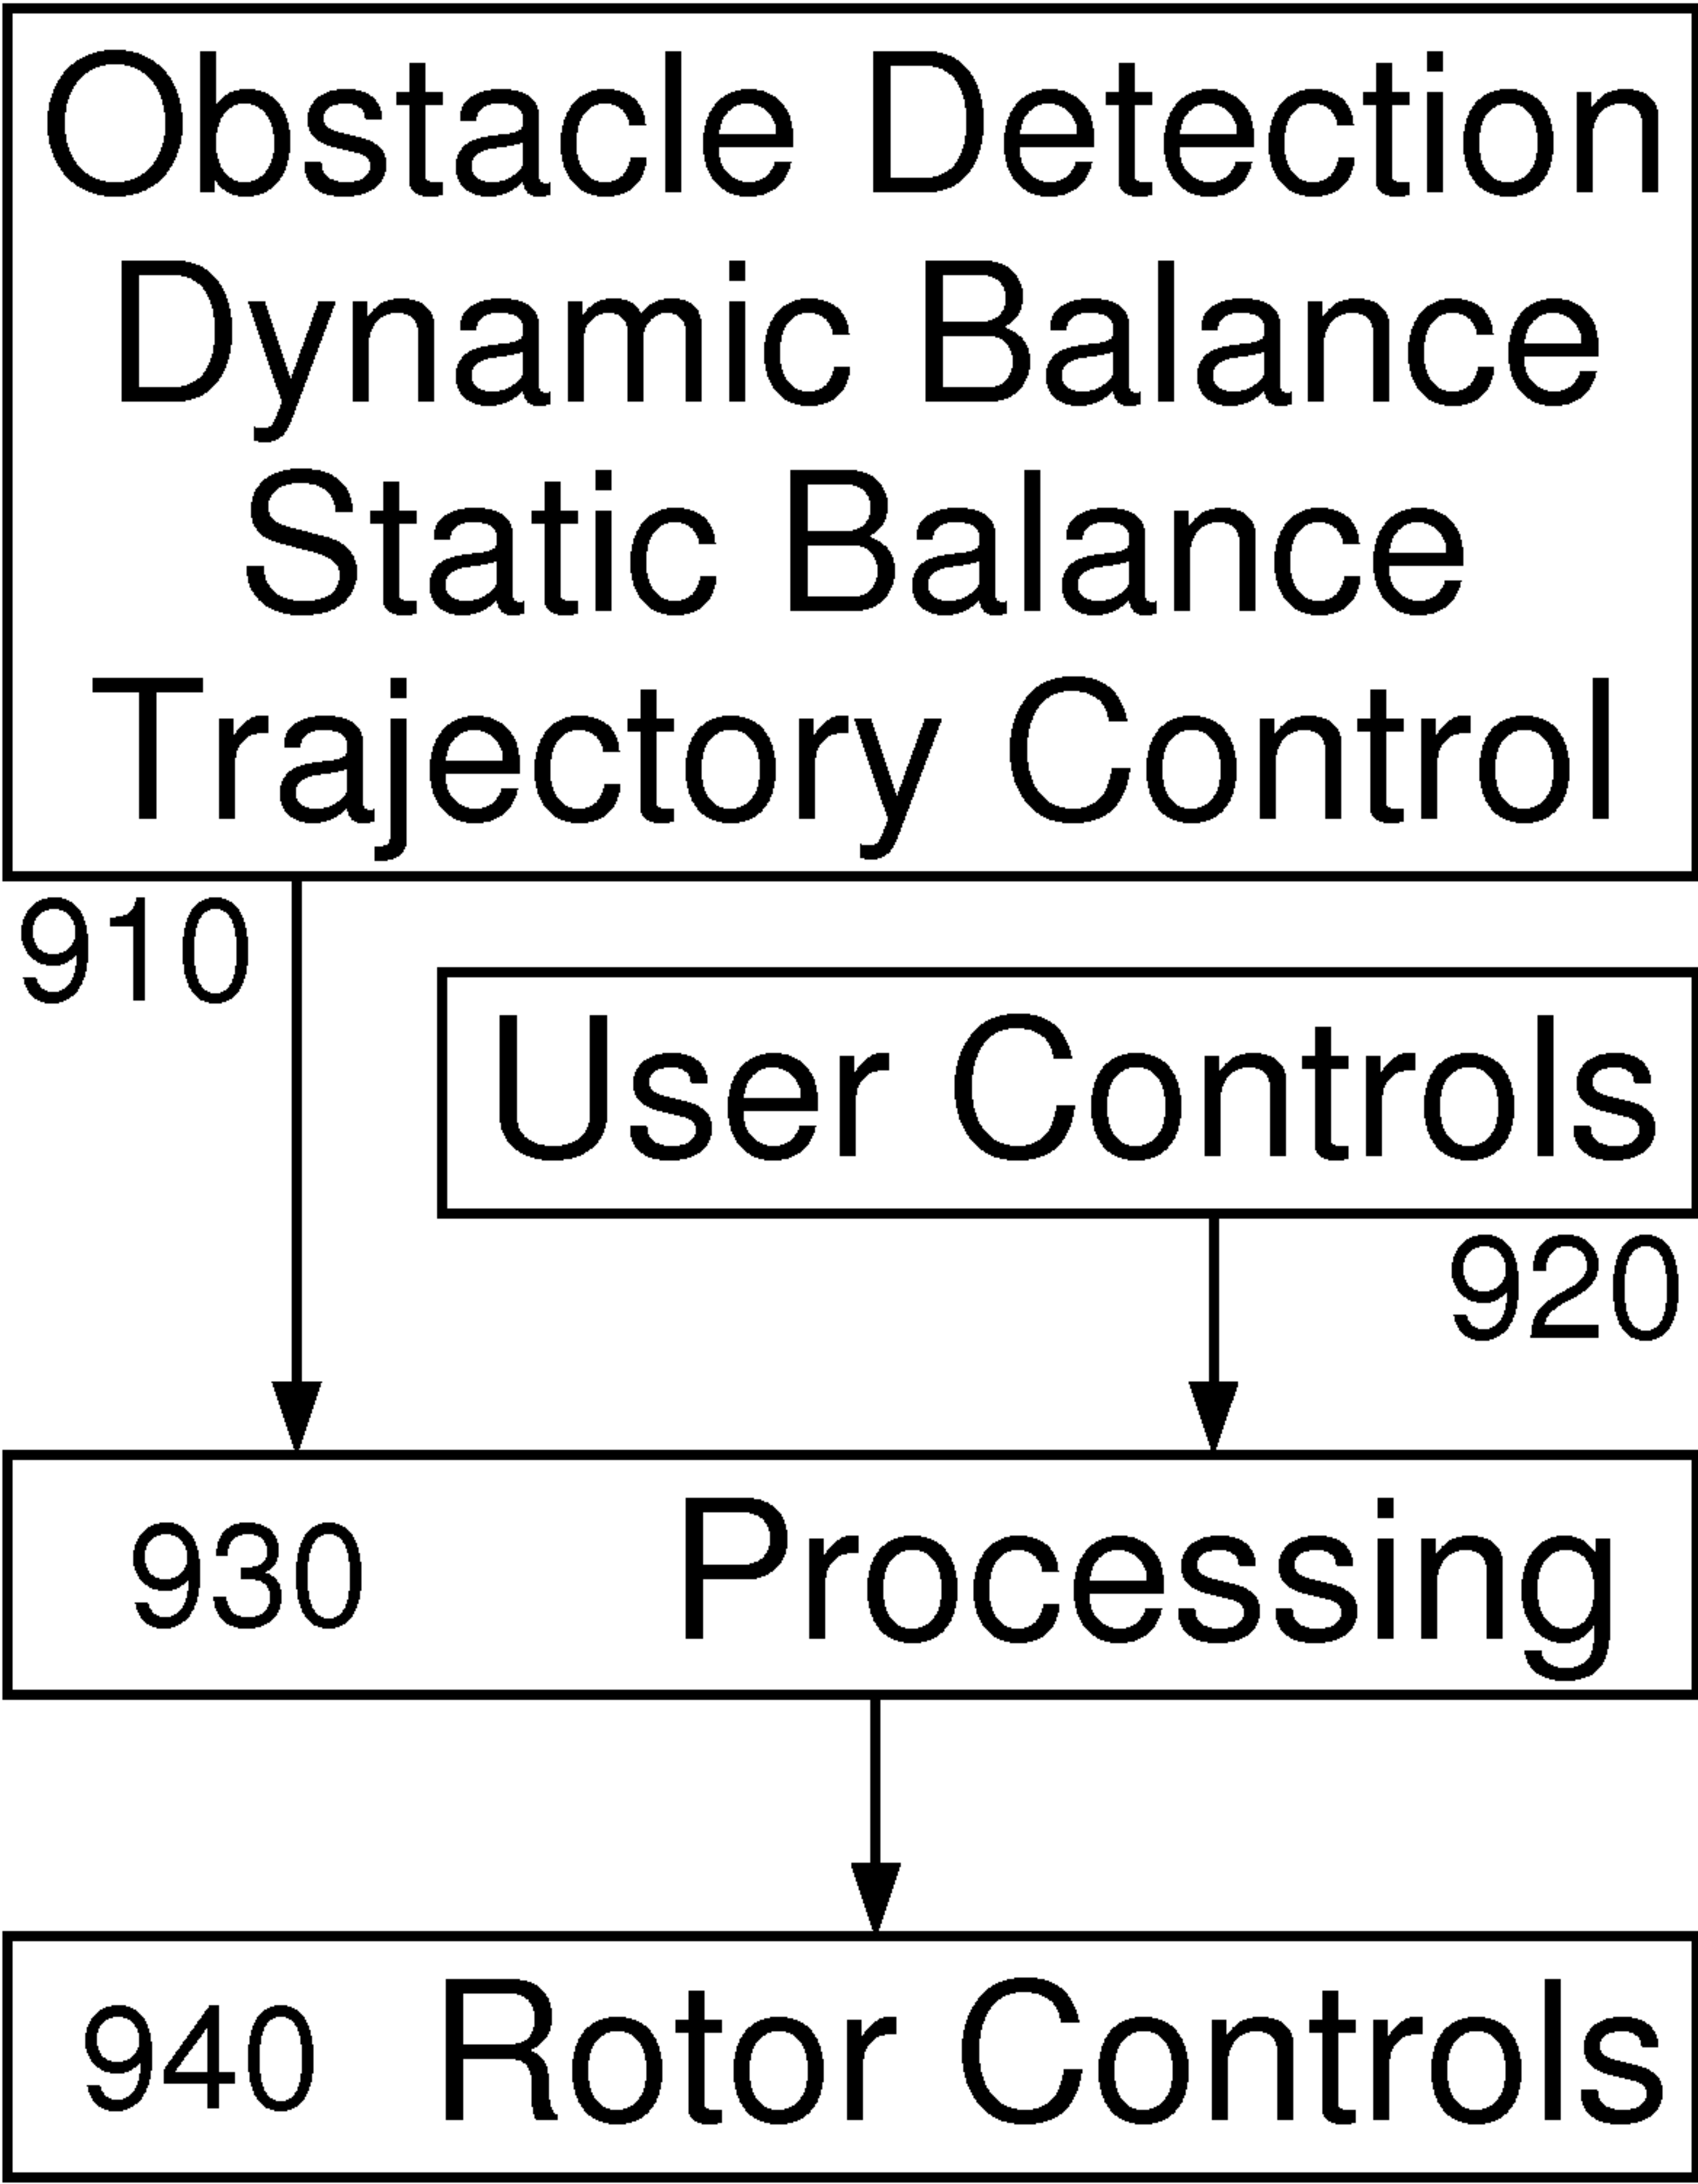 Obstacle Detection
Dynamic Balance
Static Balance
Trajectory Control
910
User Controls
920
930 Processing
940 Rotor Controls